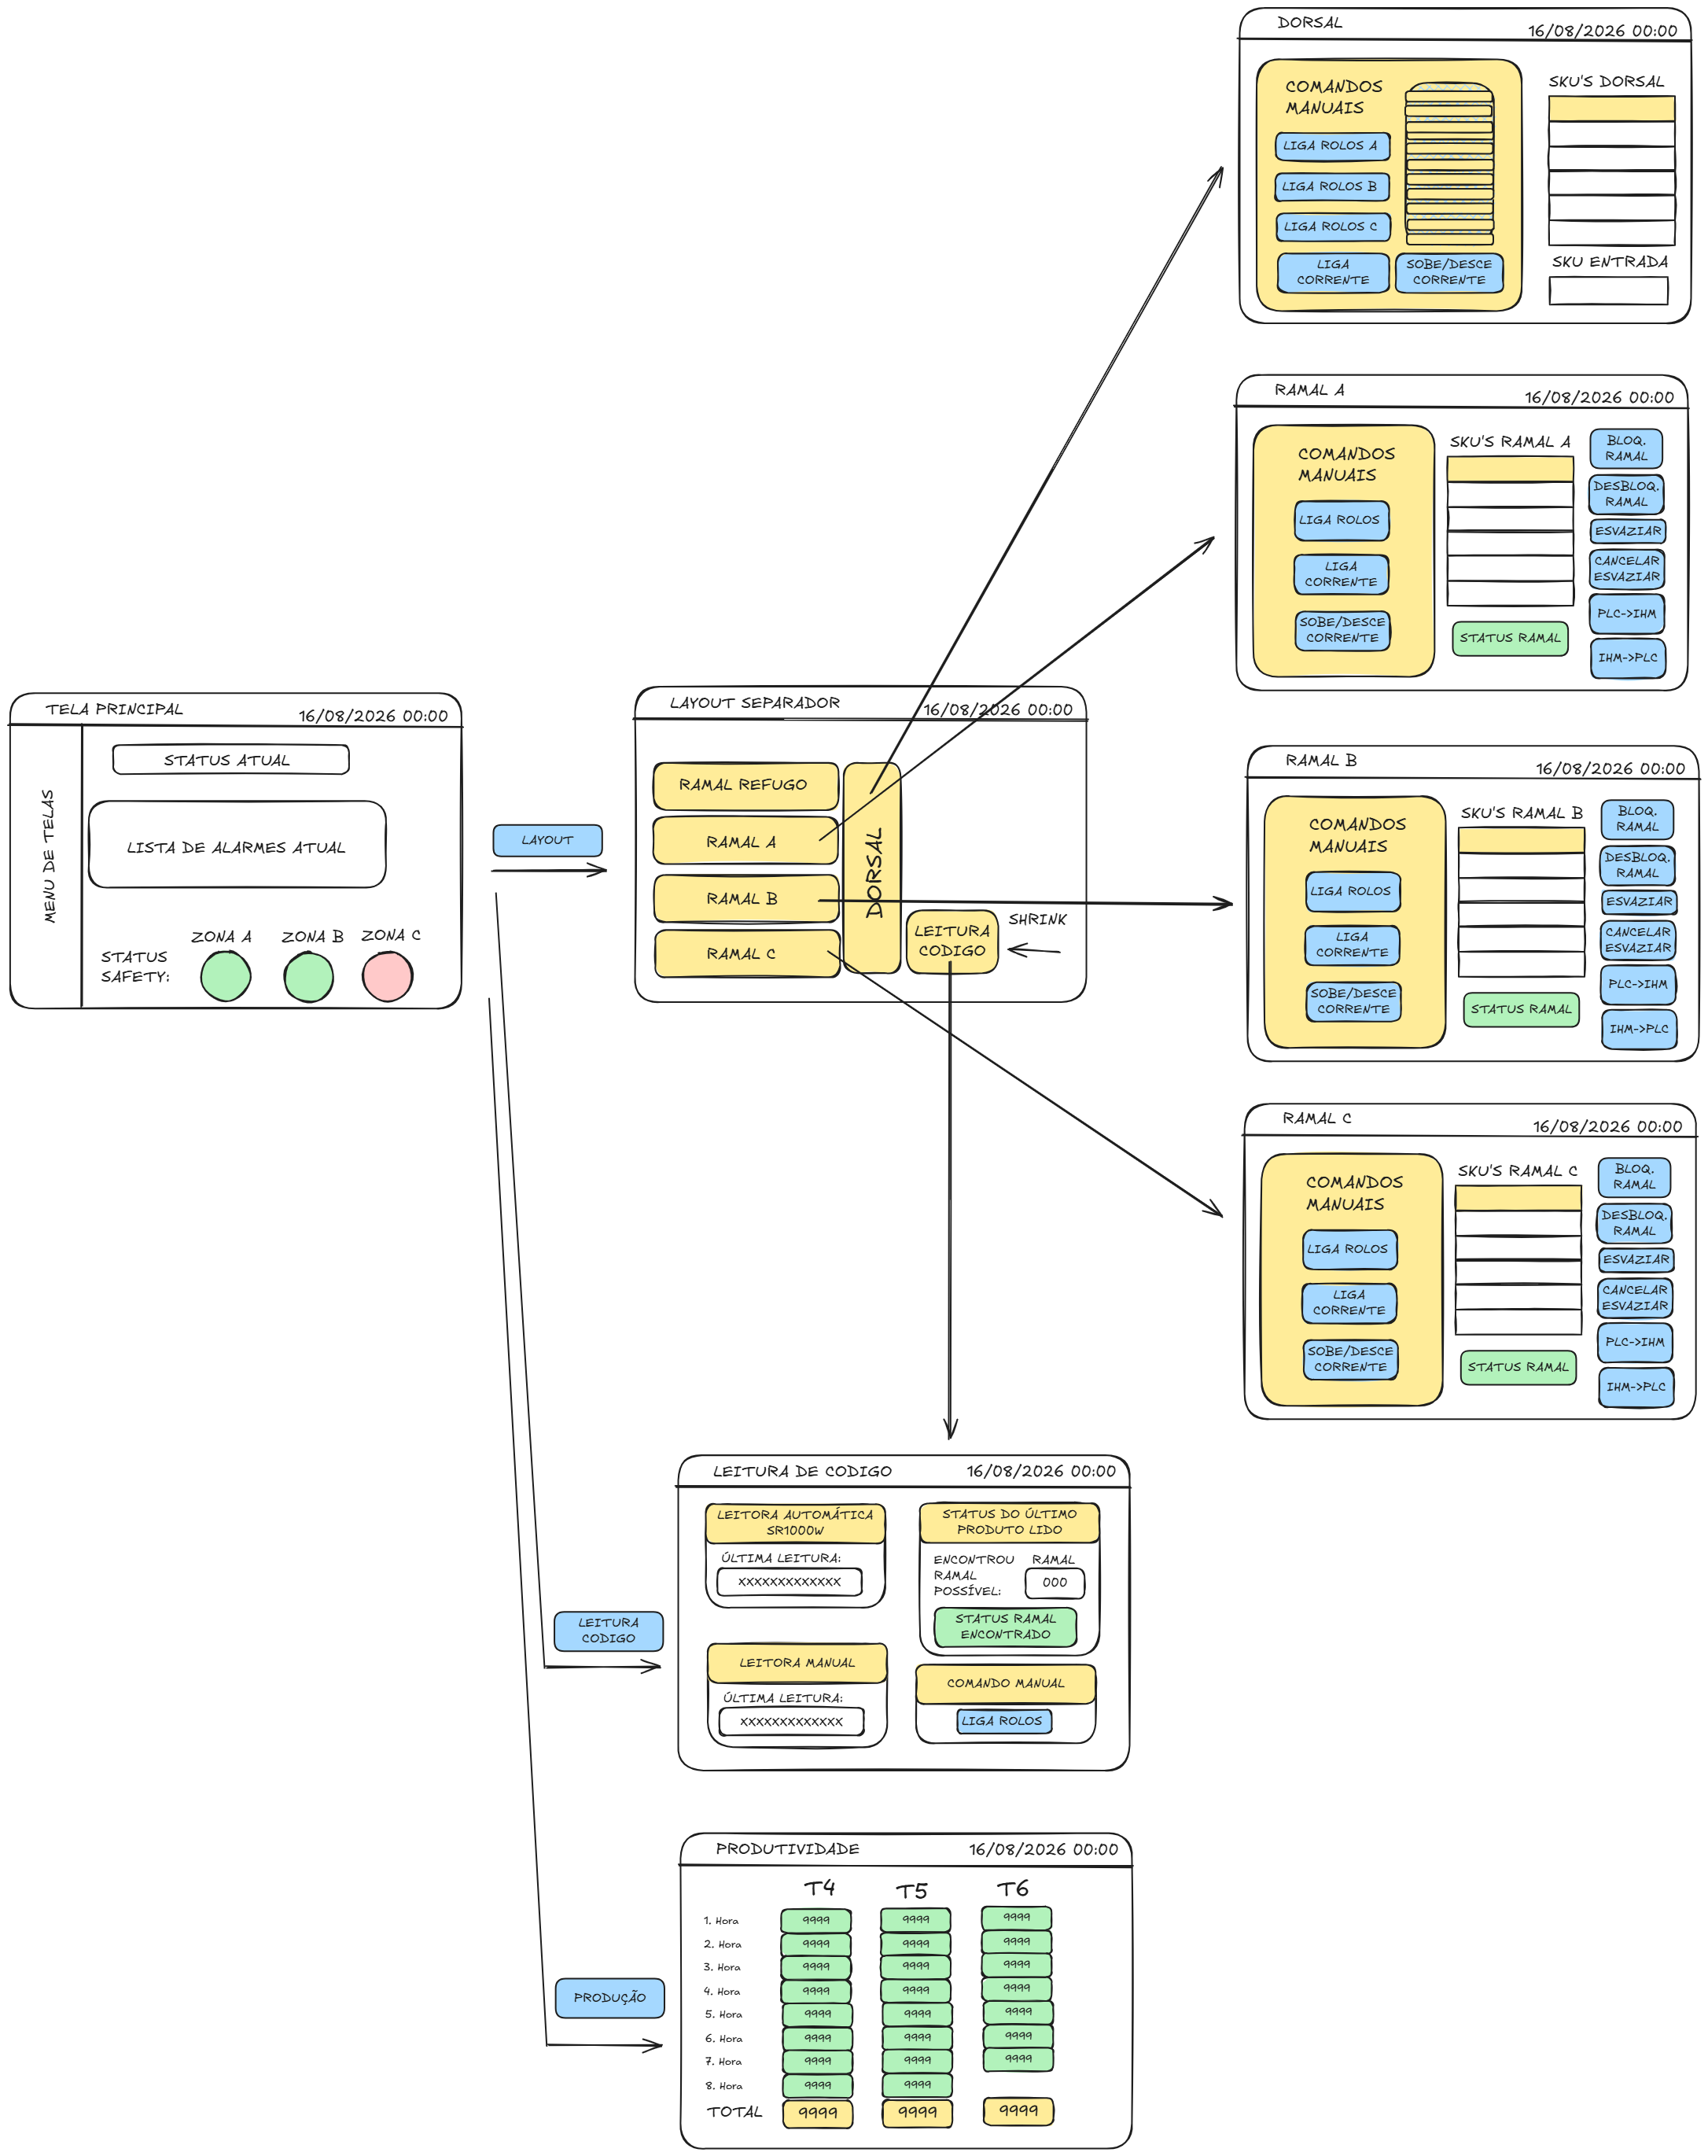 DORSAL
16/08/2026 00:00
COMANDOS
MANUAIS
LIGA ROLOS A
LIGA ROLOS B
LIGA ROLOS C
LIGA
CORRENTE
SOBE/DESCE
CORRENTE
SKU'S DORSAL
SKU ENTRADA
RAMAL A
16/08/2026 00:00
COMANDOS
MANUAIS
LIGA ROLOS
LIGA
CORRENTE
SOBE/DESCE
CORRENTE
SKU'S RAMAL A
STATUS RAMAL
BLOQ.
RAMAL
DESBLOQ.
RAMAL
ESVAZIAR
CANCELAR
ESVAZIAR
PLC->IHM
IHM->PLC
TELA PRINCIPAL
16/08/2026 00:00
MENU DE TELAS
STATUS ATUAL
LISTA DE ALARMES ATUAL
STATUS
SAFETY:
ZONA A
ZONA B
ZONA C
LAYOUT
LAYOUT SEPARADOR
16/08/2026 00:00
RAMAL REFUGO
RAMAL A
RAMAL B
RAMAL C
DORSAL
LEITURA
CODIGO
SHRINK
RAMAL B
16/08/2026 00:00
COMANDOS
MANUAIS
LIGA ROLOS
LIGA
CORRENTE
SOBE/DESCE
CORRENTE
SKU'S RAMAL B
STATUS RAMAL
BLOQ.
RAMAL
DESBLOQ.
RAMAL
ESVAZIAR
CANCELAR
ESVAZIAR
PLC->IHM
IHM->PLC
RAMAL C
16/08/2026 00:00
COMANDOS
MANUAIS
LIGA ROLOS
LIGA
CORRENTE
SOBE/DESCE
CORRENTE
SKU'S RAMAL C
STATUS RAMAL
BLOQ.
RAMAL
DESBLOQ.
RAMAL
ESVAZIAR
CANCELAR
ESVAZIAR
PLC->IHM
IHM->PLC
LEITURA
CODIGO
LEITURA DE CODIGO
16/08/2026 00:00
LEITORA AUTOMÁTICA
SR1000W
ÚLTIMA LEITURA:
XXXXXXXXXXXXX
STATUS DO ÚLTIMO
PRODUTO LIDO
ENCONTROU
RAMAL
POSSÍVEL:
RAMAL
000
STATUS RAMAL
ENCONTRADO
LEITORA MANUAL
ÚLTIMA LEITURA:
XXXXXXXXXXXXX
COMANDO MANUAL
LIGA ROLOS
PRODUÇÃO
PRODUTIVIDADE
16/08/2026 00:00
T4 T5 T6
1. Hora 9999 9999 9999
2. Hora 9999 9999 9999
3. Hora 9999 9999 9999
4. Hora 9999 9999 9999
5. Hora 9999 9999 9999
6. Hora 9999 9999 9999
7. Hora 9999 9999 9999
8. Hora 9999 9999
TOTAL 9999 9999 9999